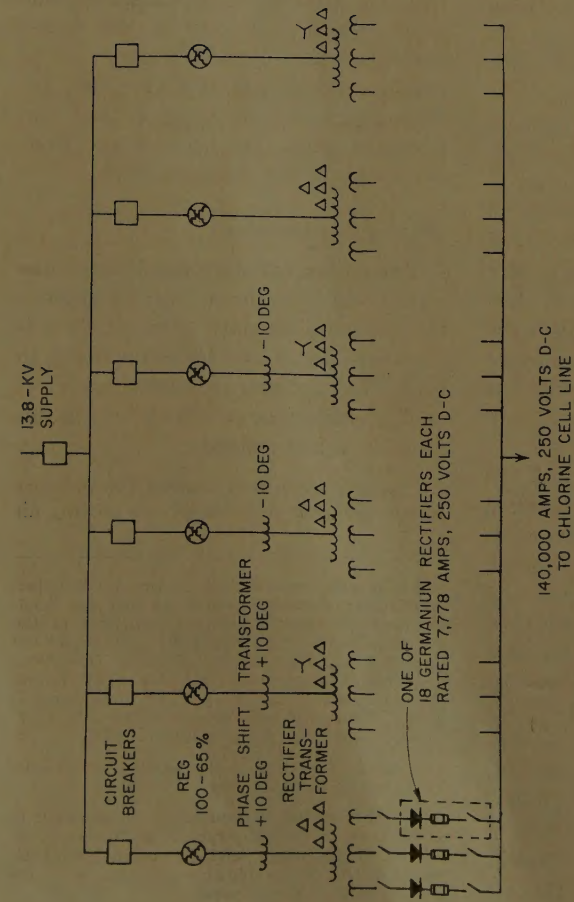 13.8-KV
SUPPLY
CIRCUIT
BREAKERS
REG
100-65%
PHASE SHIFT TRANSFORMER
+10 DEG
+10 DEG
-10 DEG
-10 DEG
RECTIFIER
TRANS-
FORMER
ONE OF
18 GERMANIUN RECTIFIERS EACH
RATED 7,778 AMPS, 250 VOLTS D-C
140,000 AMPS, 250 VOLTS D-C
TO CHLORINE CELL LINE